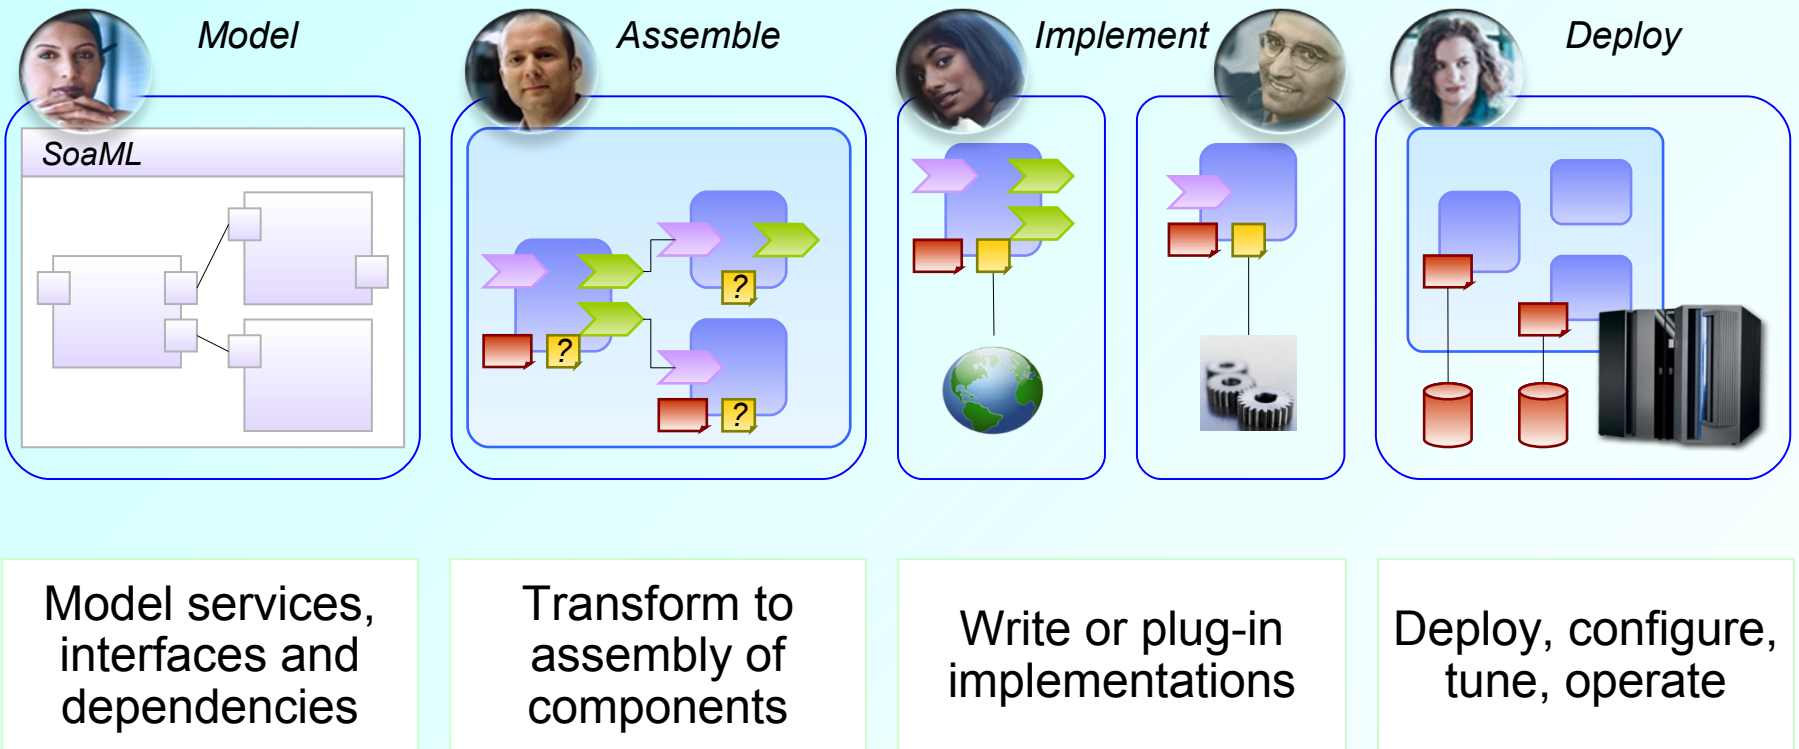 Model
Assemble
Implement
Deploy
SoaML
?
?
?
Model services,
interfaces and
dependencies
Transform to
assembly of
components
Write or plug-in
implementations
Deploy, configure,
tune, operate